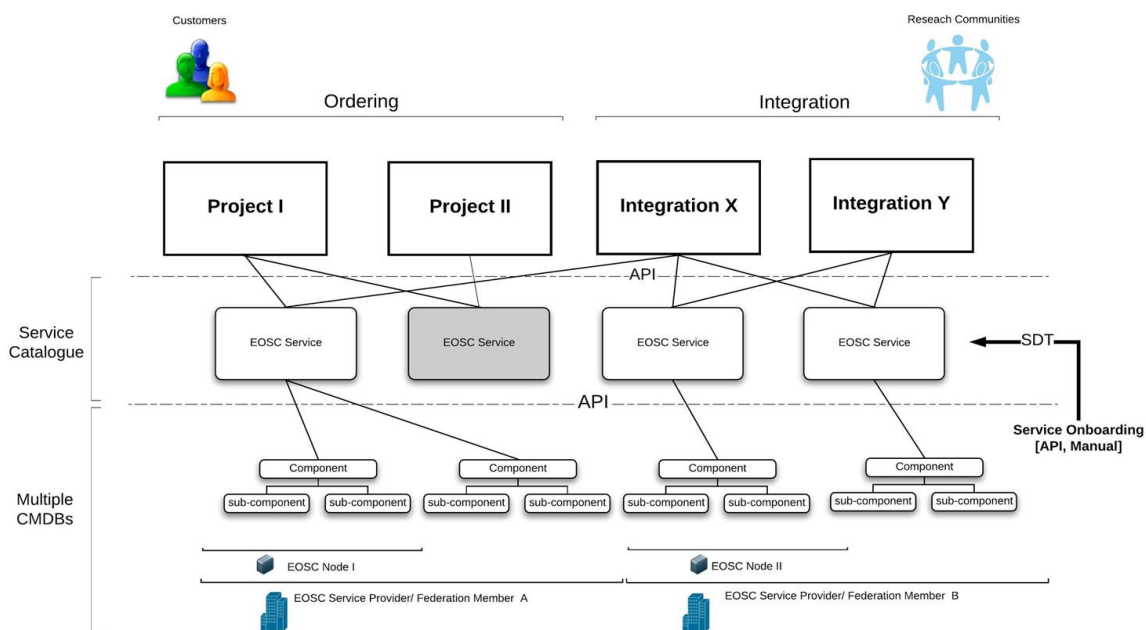 Customers
Reseach Communities
Ordering
Integration
Project I
Project II
Integration X
Integration Y
API
Service
Catalogue
EOSC Service
EOSC Service
EOSC Service
EOSC Service
SDT
API
Service Onboarding
[API, Manual]
Multiple
CMDBs
Component
Component
Component
Component
sub-component
sub-component
sub-component
sub-component
sub-component
sub-component
sub-component
sub-component
EOSC Node I
EOSC Node II
EOSC Service Provider/ Federation Member A
EOSC Service Provider/ Federation Member B